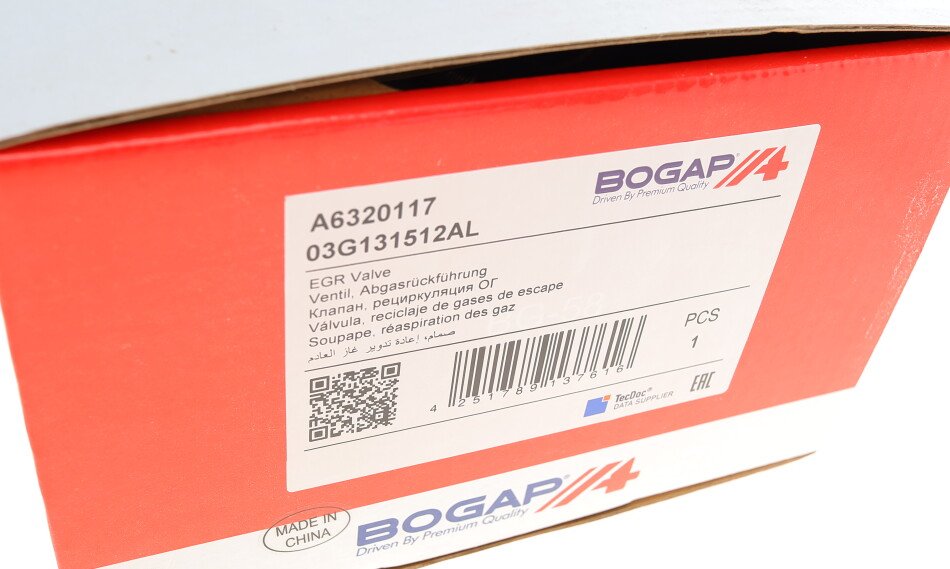 BOGAP®
Driven By Premium Quality
A6320117
03G131512AL
EGR Valve
Ventil, Abgasrückführung
Клапан, рециркуляция ОГ
Válvula, reciclaje de gases de escape
Soupape, réaspiration des gaz
صمام، إعادة تدوير غاز العادم
PCS
1
4 251789 137616
TecDoc®
DATA SUPPLIER
EAC
MADE IN
CHINA
BOGAP®
Driven By Premium Quality